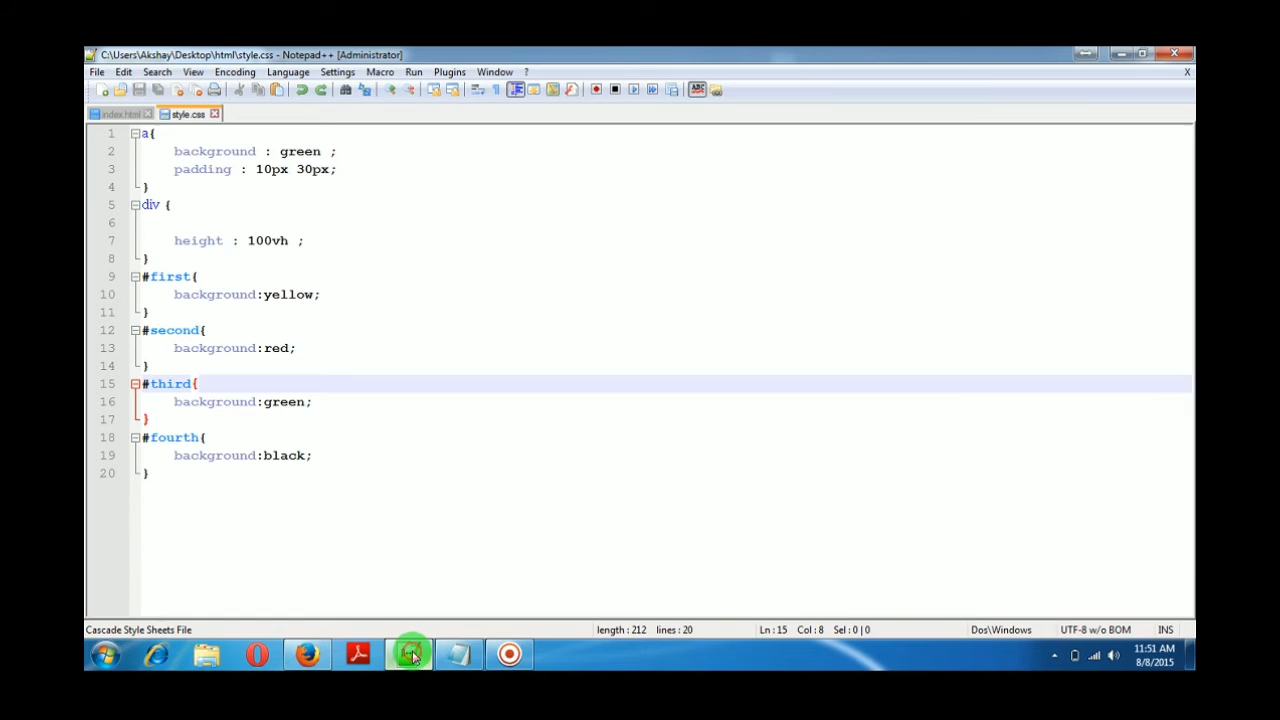 C:\Users\Akshay\Desktop\html\style.css - Notepad++ [Administrator]
File Edit Search View Encoding Language Settings Macro Run Plugins Window ? X
index.html style.css
1 a{
2 background : green ;
3 padding : 10px 30px;
4 }
5 div {
6
7 height : 100vh ;
8 }
9 #first{
10 background:yellow;
11 }
12 #second{
13 background:red;
14 }
15 #third{
16 background:green;
17 }
18 #fourth{
19 background:black;
20 }
Cascade Style Sheets File length : 212 lines : 20 Ln : 15 Col : 8 Sel : 0 | 0 Dos\Windows UTF-8 w/o BOM INS
11:51 AM
8/8/2015